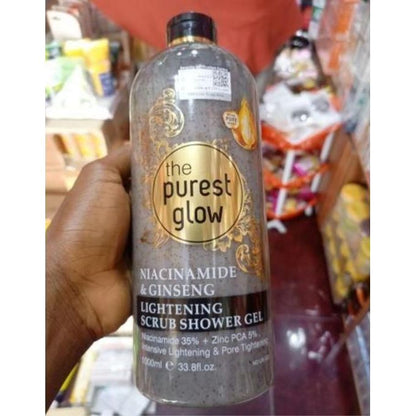 the
purest
glow
NIACINAMIDE
& GINSENG
LIGHTENING
SCRUB SHOWER GEL
Niacinamide 35% + Zinc PCA 5%
Intensive Lightening & Pore Tightening
1000ml ℮ 33.8fl.oz.